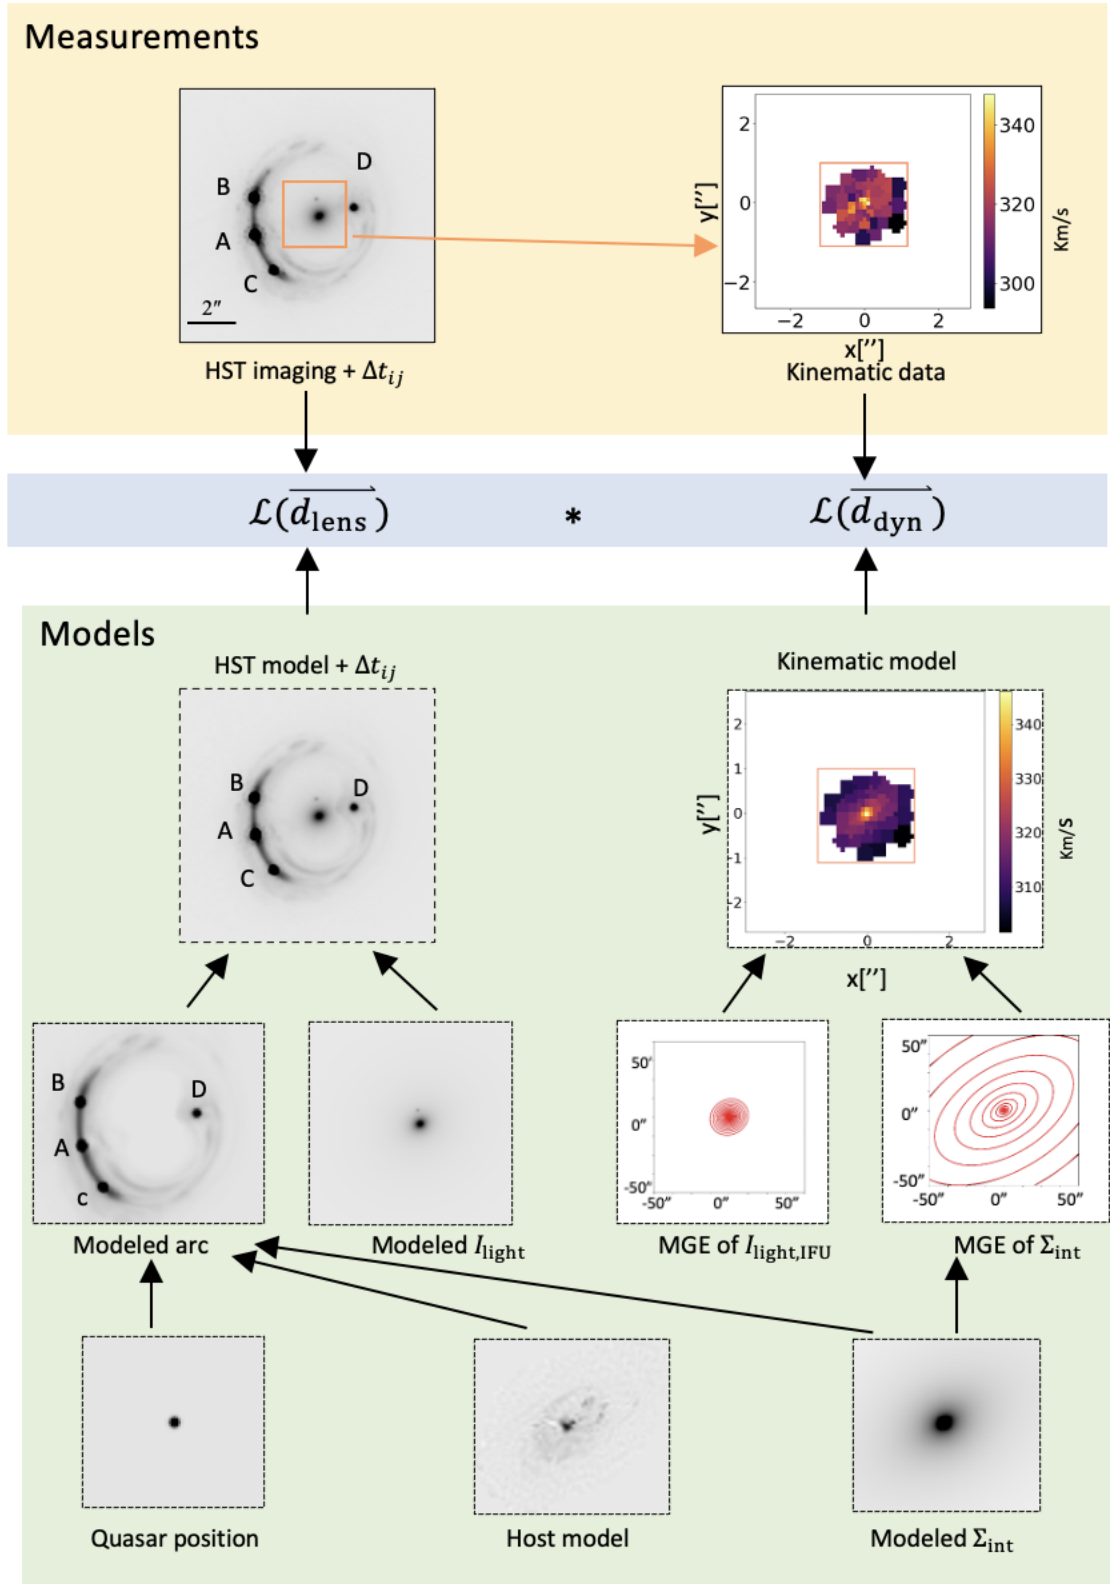 Measurements
B
A
C
D
2″
HST imaging + Δt_ij
2
0
−2
y[″]
−2
0
2
x[″]
340
320
300
Km/s
Kinematic data
ℒ(d_lens) * ℒ(d_dyn)
Models
HST model + Δt_ij
B
A
C
D
Kinematic model
2
1
0
-1
-2
y[″]
−2
0
2
x[″]
340
330
320
310
Km/s
B
A
c
D
Modeled arc
Modeled I_light
50″
0″
-50″
-50″
0″
50″
MGE of I_light,IFU
50″
0″
-50″
-50″
0″
50″
MGE of Σ_int
Quasar position
Host model
Modeled Σ_int